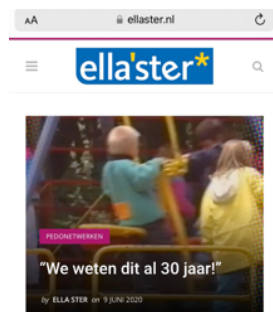 AA ellaster.nl
ella'ster*
PEDONETWERKEN
"We weten dit al 30 jaar!"
by ELLA STER on 9 JUNI 2020